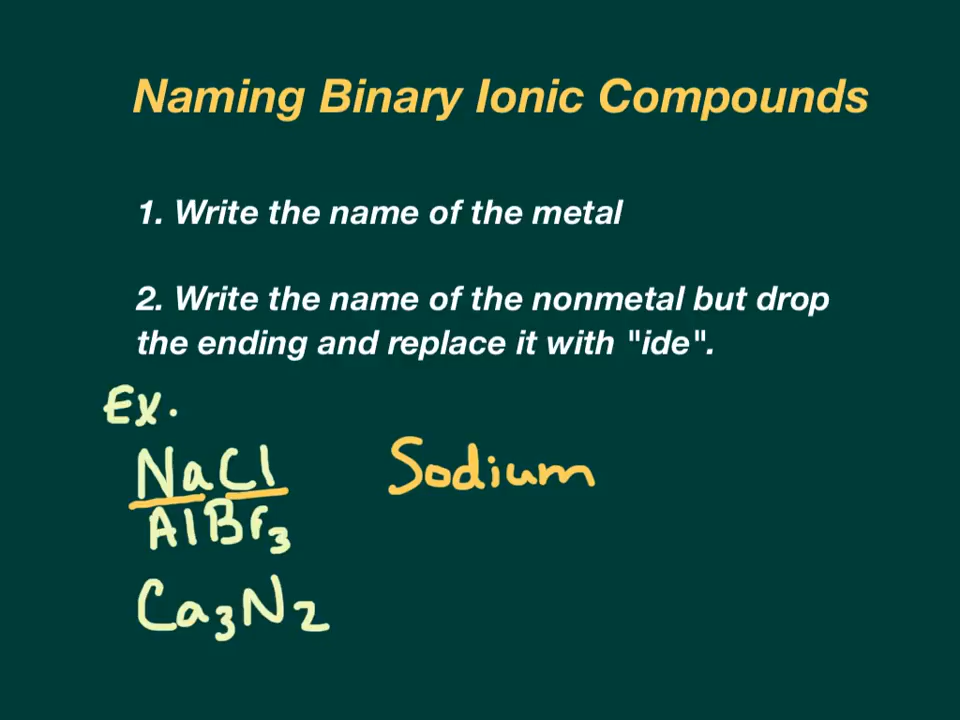 Naming Binary Ionic Compounds
1. Write the name of the metal
2. Write the name of the nonmetal but drop
the ending and replace it with "ide".
Ex.
NaCl Sodium
AlBr3
Ca3N2